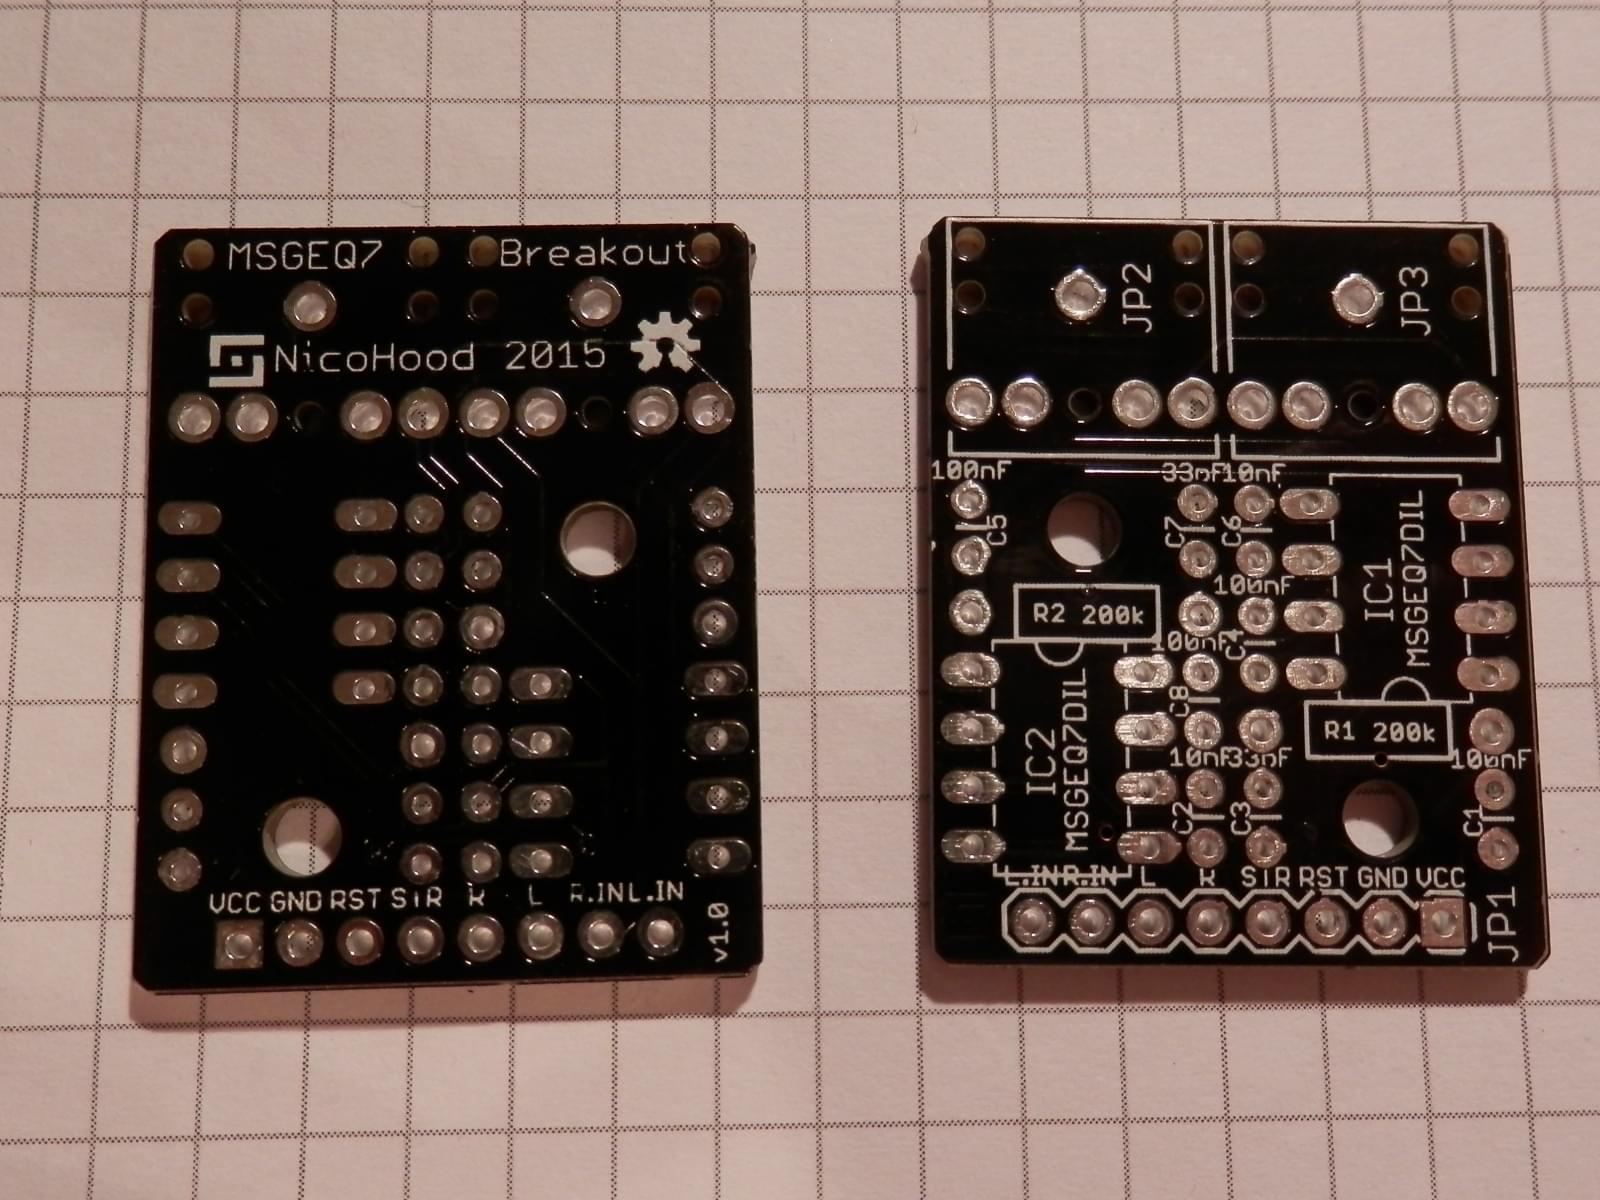 MSGEQ7 Breakout
NicoHood 2015
VCC GND RST STR R L R.IN L.IN
v1.0
JP2
JP3
100nF
33nF
10nF
C5
C7
C6
100nF
IC1
MSGEQ7DIL
R2 200k
100nF
C4
C8
IC2
MSGEQ7DIL
R1 200k
10nF
33nF
100nF
C2
C3
C1
L.IN R.IN L R STR RST GND VCC
JP1